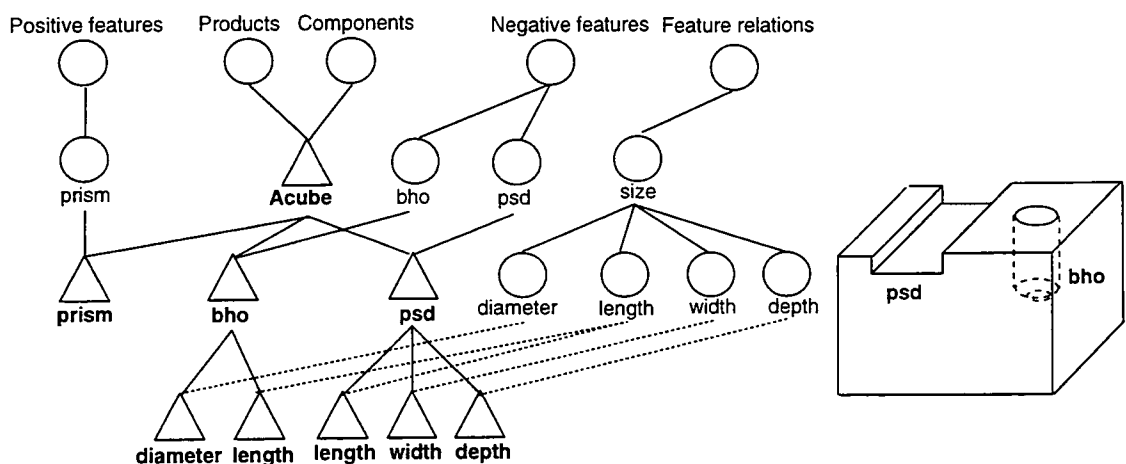 Positive features Products Components Negative features Feature relations
prism Acube bho psd size
prism bho psd diameter length width depth
diameter length length width depth
psd bho